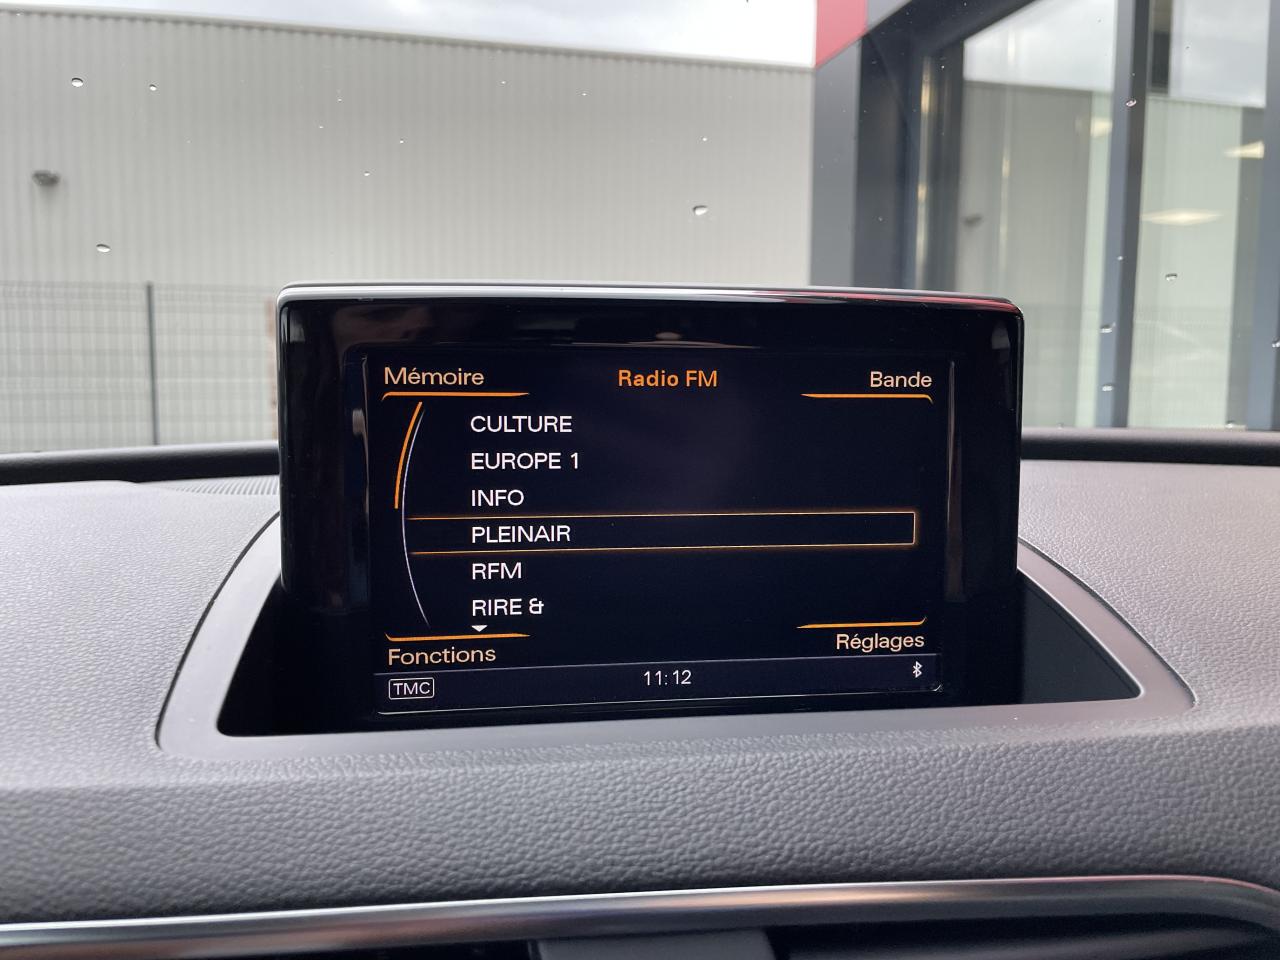 Mémoire Radio FM Bande
CULTURE
EUROPE 1
INFO
PLEINAIR
RFM
RIRE &
Fonctions Réglages
TMC 11:12